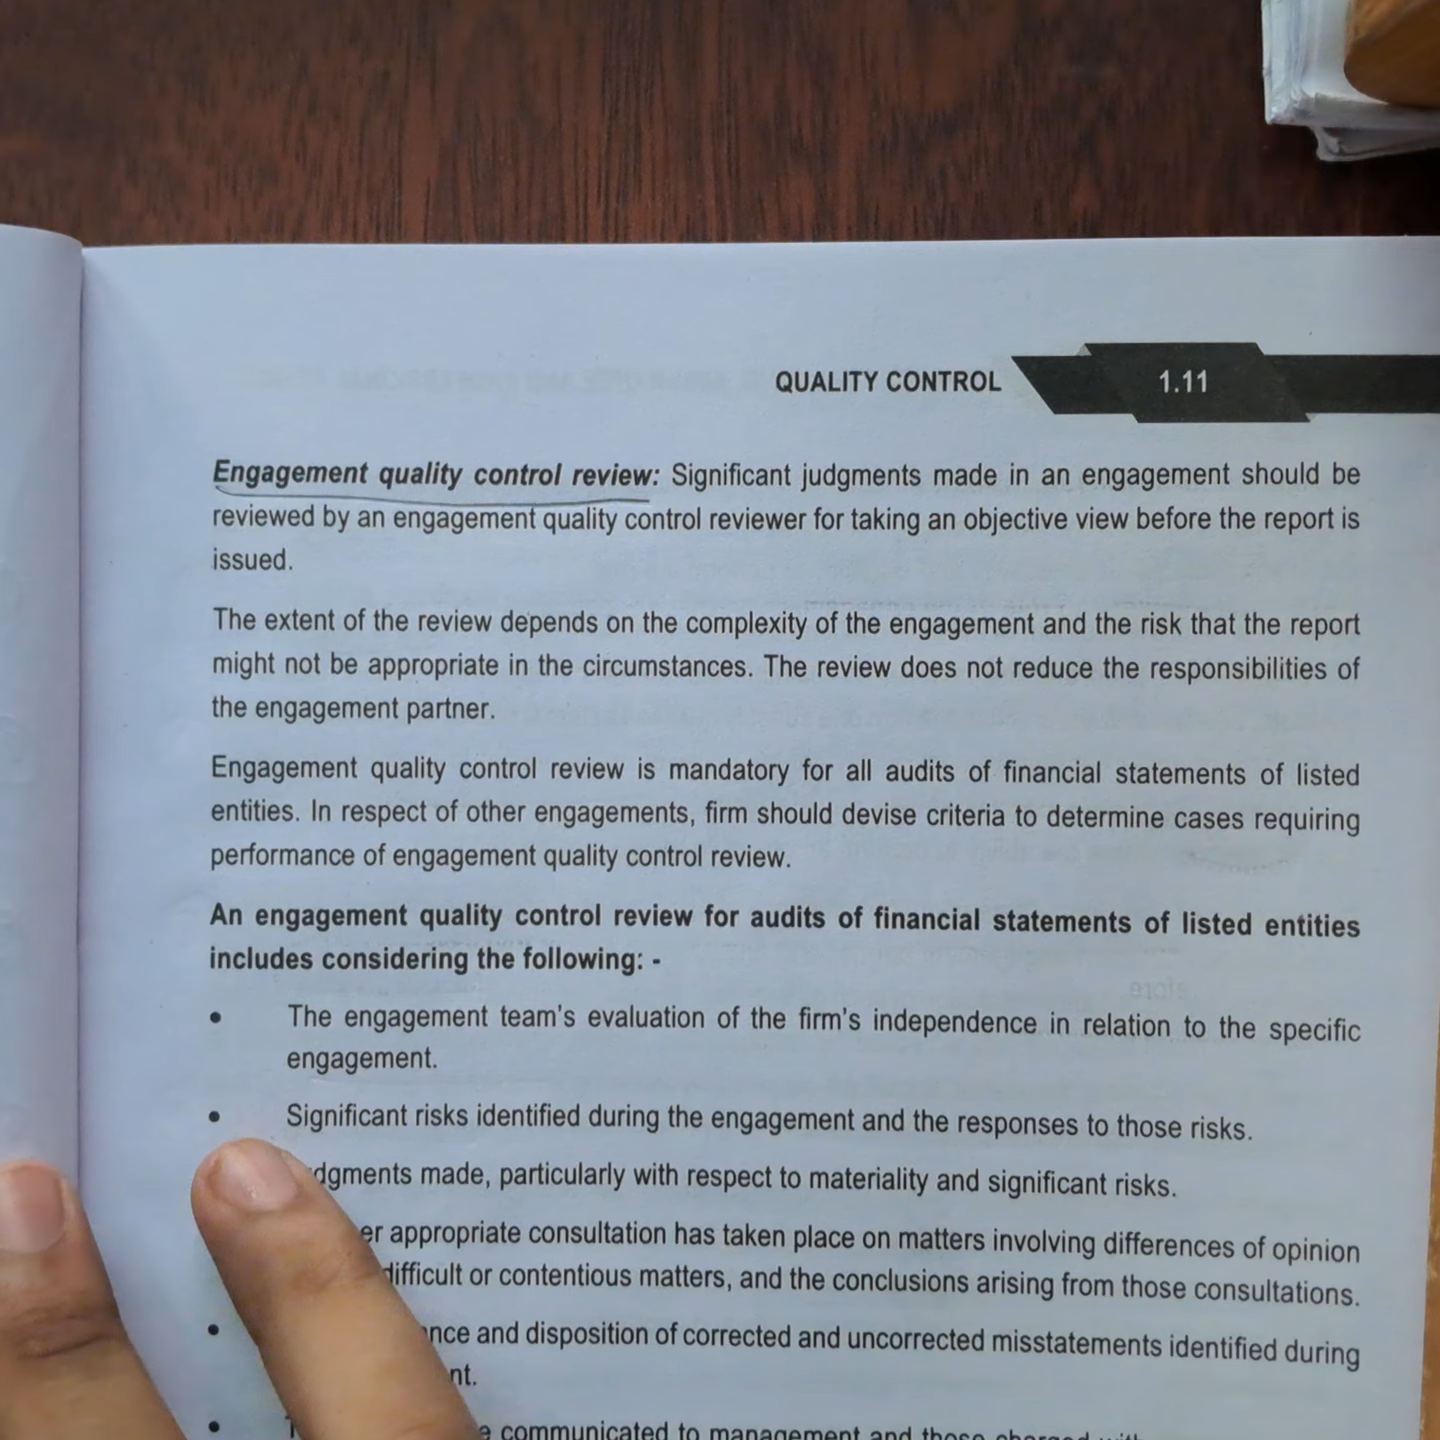 QUALITY CONTROL 1.11
Engagement quality control review: Significant judgments made in an engagement should be
reviewed by an engagement quality control reviewer for taking an objective view before the report is
issued.
The extent of the review depends on the complexity of the engagement and the risk that the report
might not be appropriate in the circumstances. The review does not reduce the responsibilities of
the engagement partner.
Engagement quality control review is mandatory for all audits of financial statements of listed
entities. In respect of other engagements, firm should devise criteria to determine cases requiring
performance of engagement quality control review.
An engagement quality control review for audits of financial statements of listed entities
includes considering the following: -
• The engagement team's evaluation of the firm's independence in relation to the specific
engagement.
• Significant risks identified during the engagement and the responses to those risks.
made, particularly with respect to materiality and significant risks.
appropriate consultation has taken place on matters involving differences of opinion
difficult or contentious matters, and the conclusions arising from those consultations.
• and disposition of corrected and uncorrected misstatements identified during
• communicated to management and those charged with